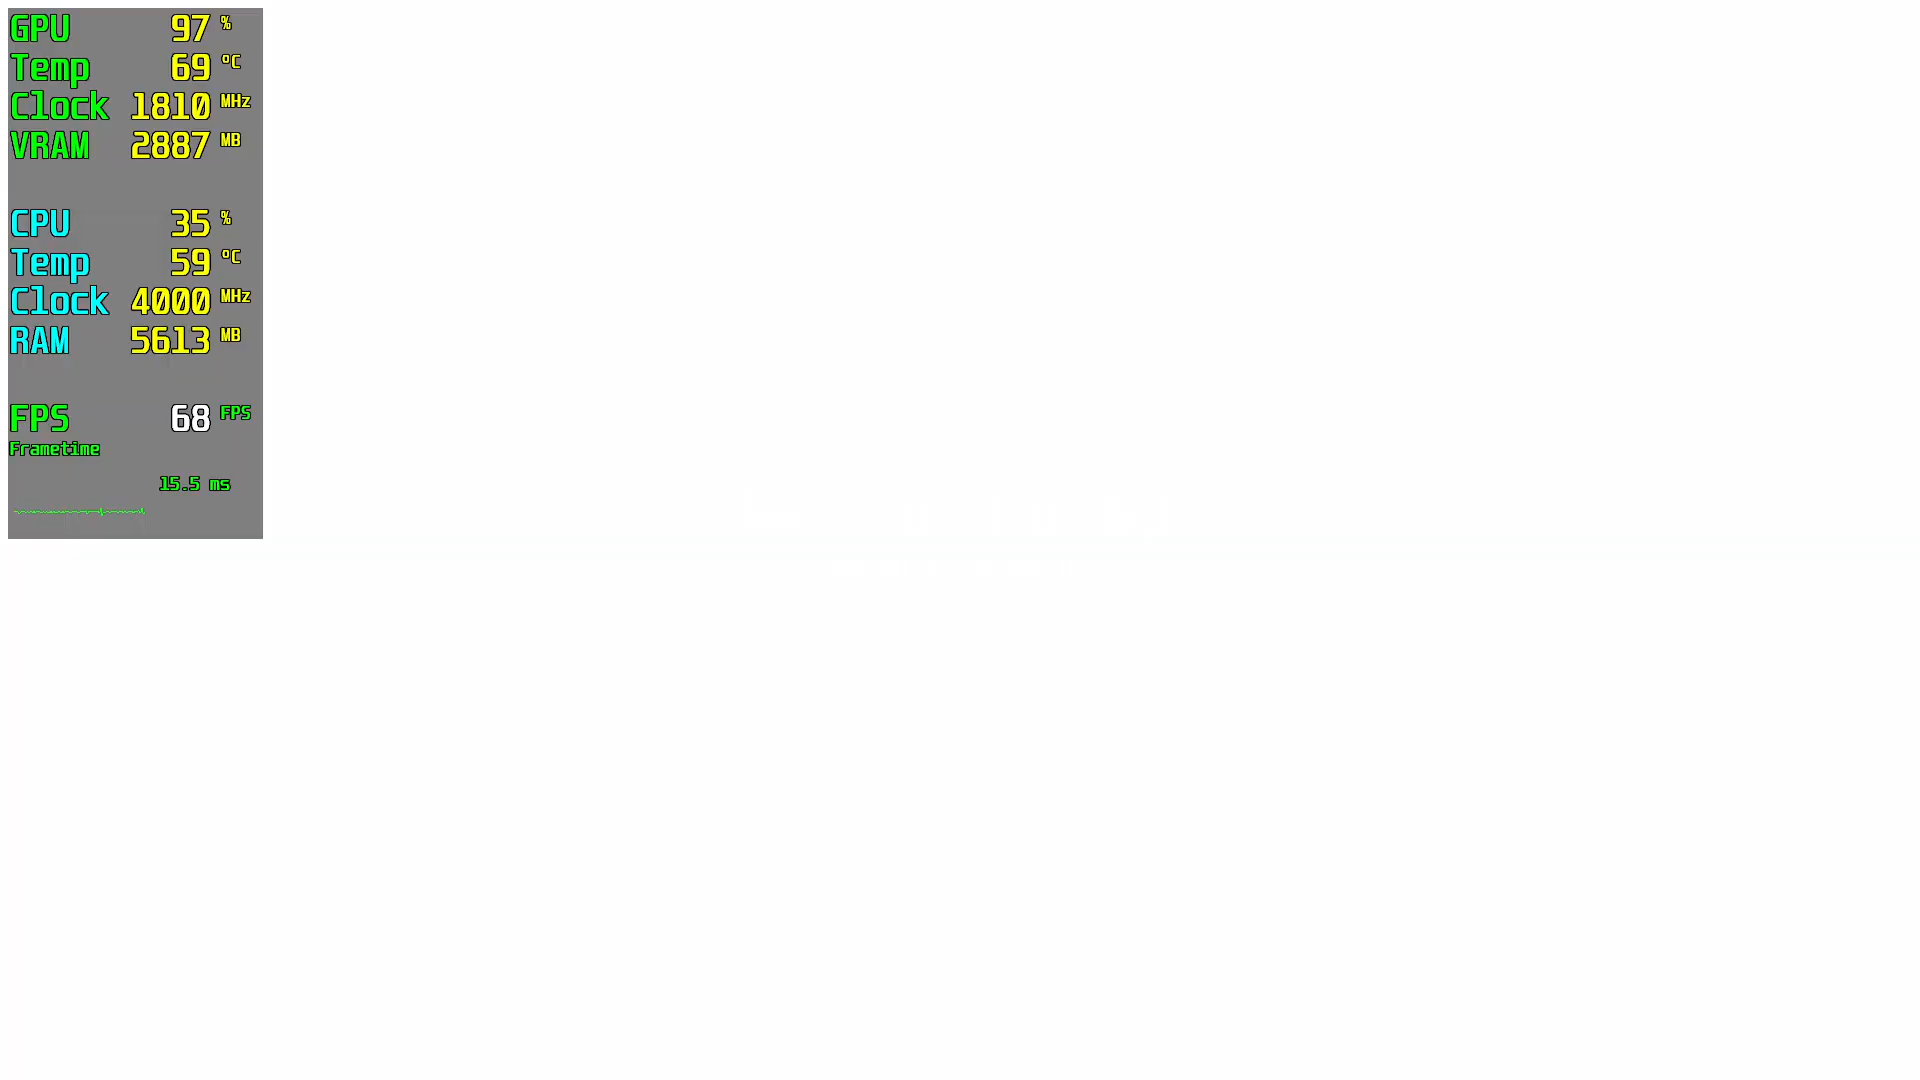 GPU 97 %
Temp 69 °C
Clock 1810 MHz
VRAM 2887 MB
CPU 35 %
Temp 59 °C
Clock 4000 MHz
RAM 5613 MB
FPS 68 FPS
Frametime
15.5 ms